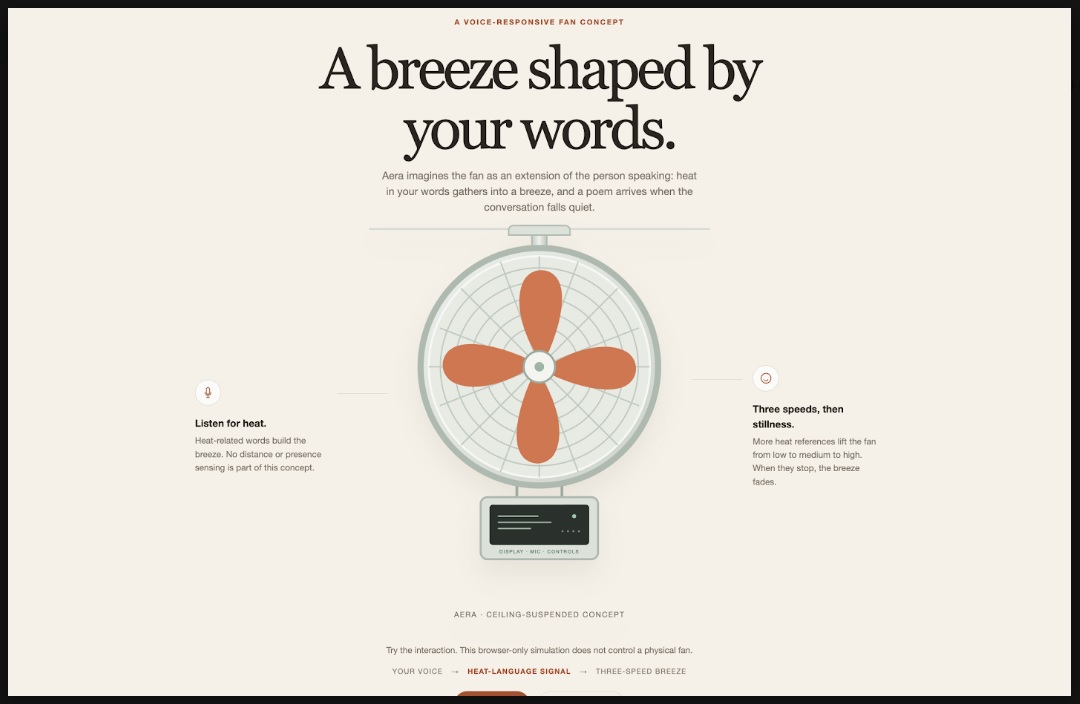 A VOICE-RESPONSIVE FAN CONCEPT
A breeze shaped by
your words.
Aera imagines the fan as an extension of the person speaking: heat
in your words gathers into a breeze, and a poem arrives when the
conversation falls quiet.
Listen for heat.
Heat-related words build the
breeze. No distance or presence
sensing is part of this concept.
Three speeds, then
stillness.
More heat references lift the fan
from low to medium to high.
When they stop, the breeze
fades.
DISPLAY · MIC · CONTROLS
AERA · CEILING-SUSPENDED CONCEPT
Try the interaction. This browser-only simulation does not control a physical fan.
YOUR VOICE → HEAT-LANGUAGE SIGNAL → THREE-SPEED BREEZE